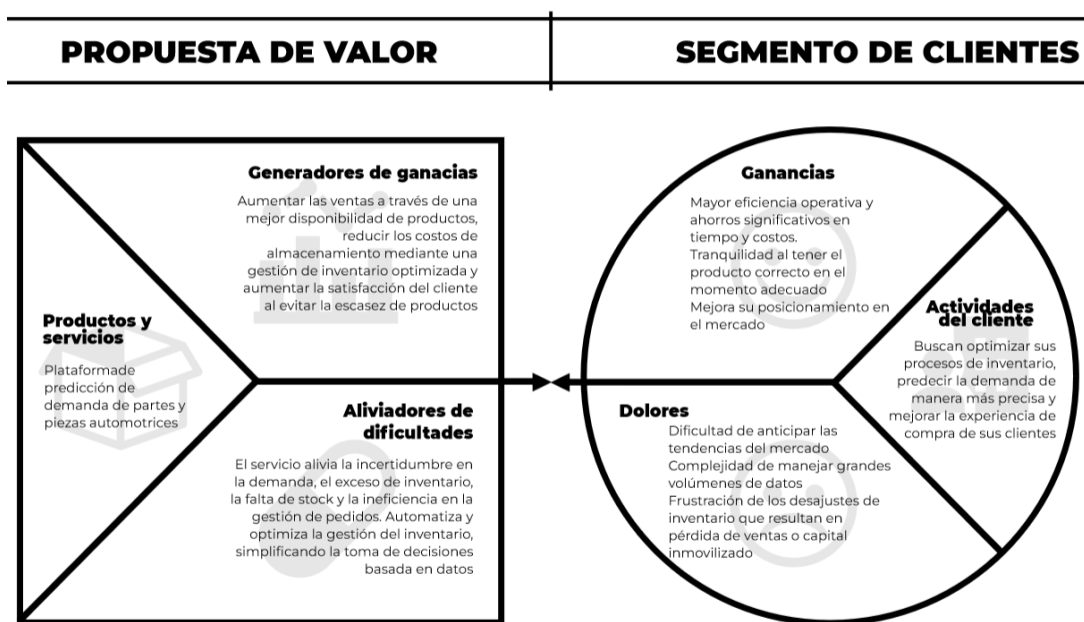 PROPUESTA DE VALOR
SEGMENTO DE CLIENTES
Generadores de ganacias
Aumentar las ventas a través de una
mejor disponibilidad de productos,
reducir los costos de
almacenamiento mediante una
gestión de inventario optimizada y
aumentar la satisfacción del cliente
al evitar la escasez de productos
Productos y
servicios
Plataformade
predicción de
demanda de partes y
piezas automotrices
Aliviadores de
dificultades
El servicio alivia la incertidumbre en
la demanda, el exceso de inventario,
la falta de stock y la ineficiencia en la
gestión de pedidos. Automatiza y
optimiza la gestión del inventario,
simplificando la toma de decisiones
basada en datos
Ganancias
Mayor eficiencia operativa y
ahorros significativos en
tiempo y costos.
Tranquilidad al tener el
producto correcto en el
momento adecuado
Mejora su posicionamiento en
el mercado
Actividades
del cliente
Buscan optimizar sus
procesos de inventario,
predecir la demanda de
manera más precisa y
mejorar la experiencia de
compra de sus clientes
Dolores
Dificultad de anticipar las
tendencias del mercado
Complejidad de manejar grandes
volúmenes de datos
Frustración de los desajustes de
inventario que resultan en
pérdida de ventas o capital
inmovilizado